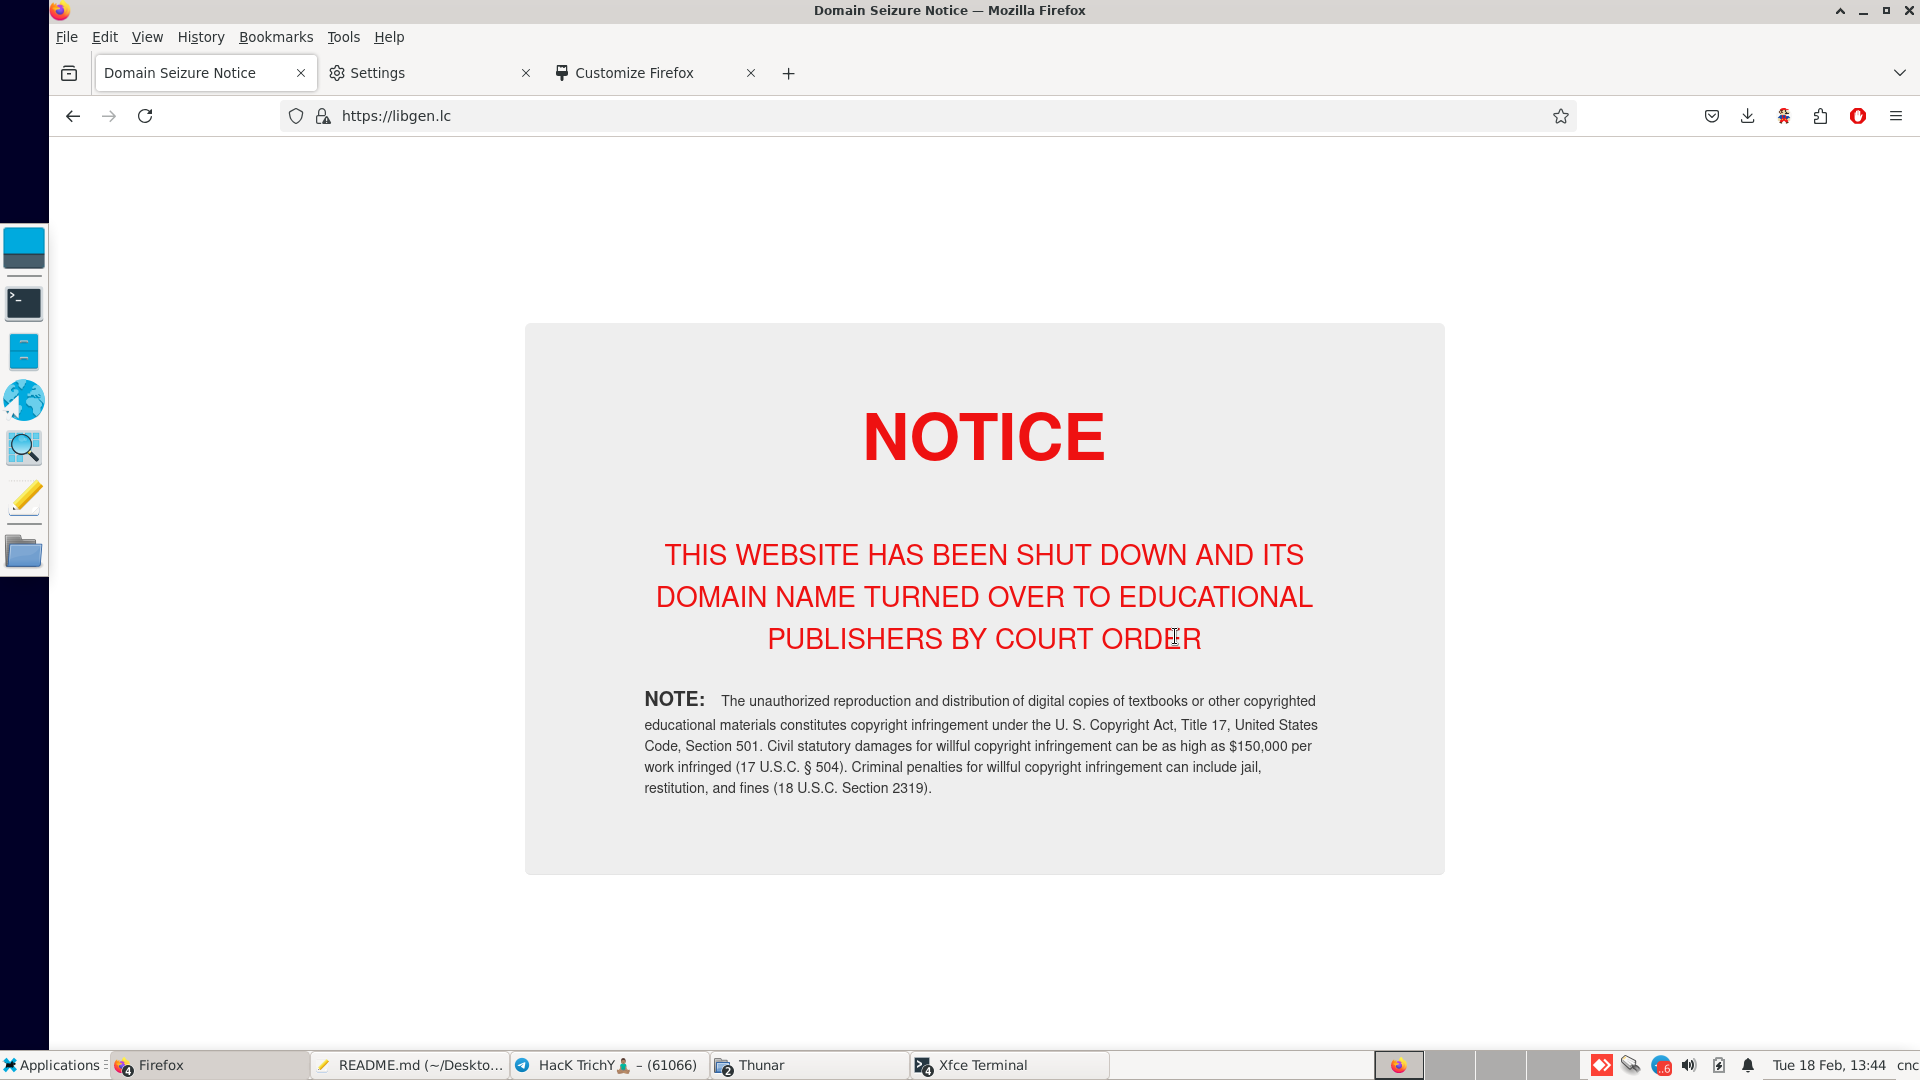 Domain Seizure Notice — Mozilla Firefox
File Edit View History Bookmarks Tools Help
Domain Seizure Notice Settings Customize Firefox
https://libgen.lc
NOTICE
THIS WEBSITE HAS BEEN SHUT DOWN AND ITS
DOMAIN NAME TURNED OVER TO EDUCATIONAL
PUBLISHERS BY COURT ORDER
NOTE: The unauthorized reproduction and distribution of digital copies of textbooks or other copyrighted
educational materials constitutes copyright infringement under the U. S. Copyright Act, Title 17, United States
Code, Section 501. Civil statutory damages for willful copyright infringement can be as high as $150,000 per
work infringed (17 U.S.C. § 504). Criminal penalties for willful copyright infringement can include jail,
restitution, and fines (18 U.S.C. Section 2319).
Applications 4 Firefox README.md (~/Deskto... HacK TrichY🧘 – (61066) 2 Thunar 4 Xfce Terminal ..6 Tue 18 Feb, 13:44 cnc